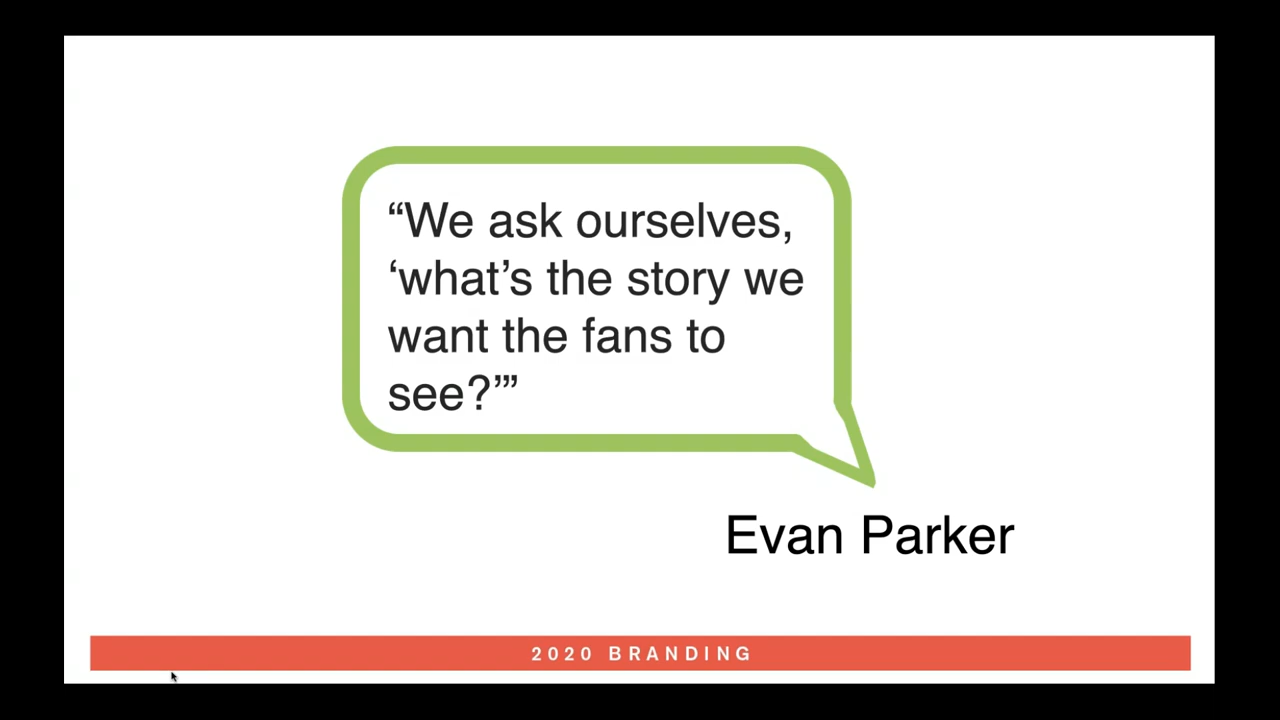 “We ask ourselves,
‘what’s the story we
want the fans to
see?’”
Evan Parker
2020 BRANDING